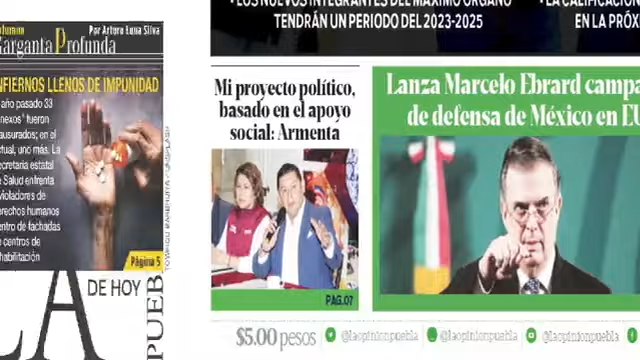 Por Arturo Luna Silva
Garganta Profunda
INFIERNOS LLENOS DE IMPUNIDAD
año pasado 33
fueron
en el
uno más. La
secretaria estatal
Salud enfrenta
violadores de
derechos humanos
dentro de fachadas
centros de
rehabilitación
Página 5
A DE HOY
PUEB
LOS NUEVOS INTEGRANTES DEL MÁXIMO ÓRGANO
TENDRÁN UN PERIODO DEL 2023-2025
•LA CALIFICACIÓN
EN LA PRÓX
Mi proyecto político,
basado en el apoyo
social: Armenta
PAG.07
Lanza Marcelo Ebrard campa
de defensa de México en EU
$5.00 pesos
@laopinionpuebla
@laopinionpuebla
@laopinionpuebla